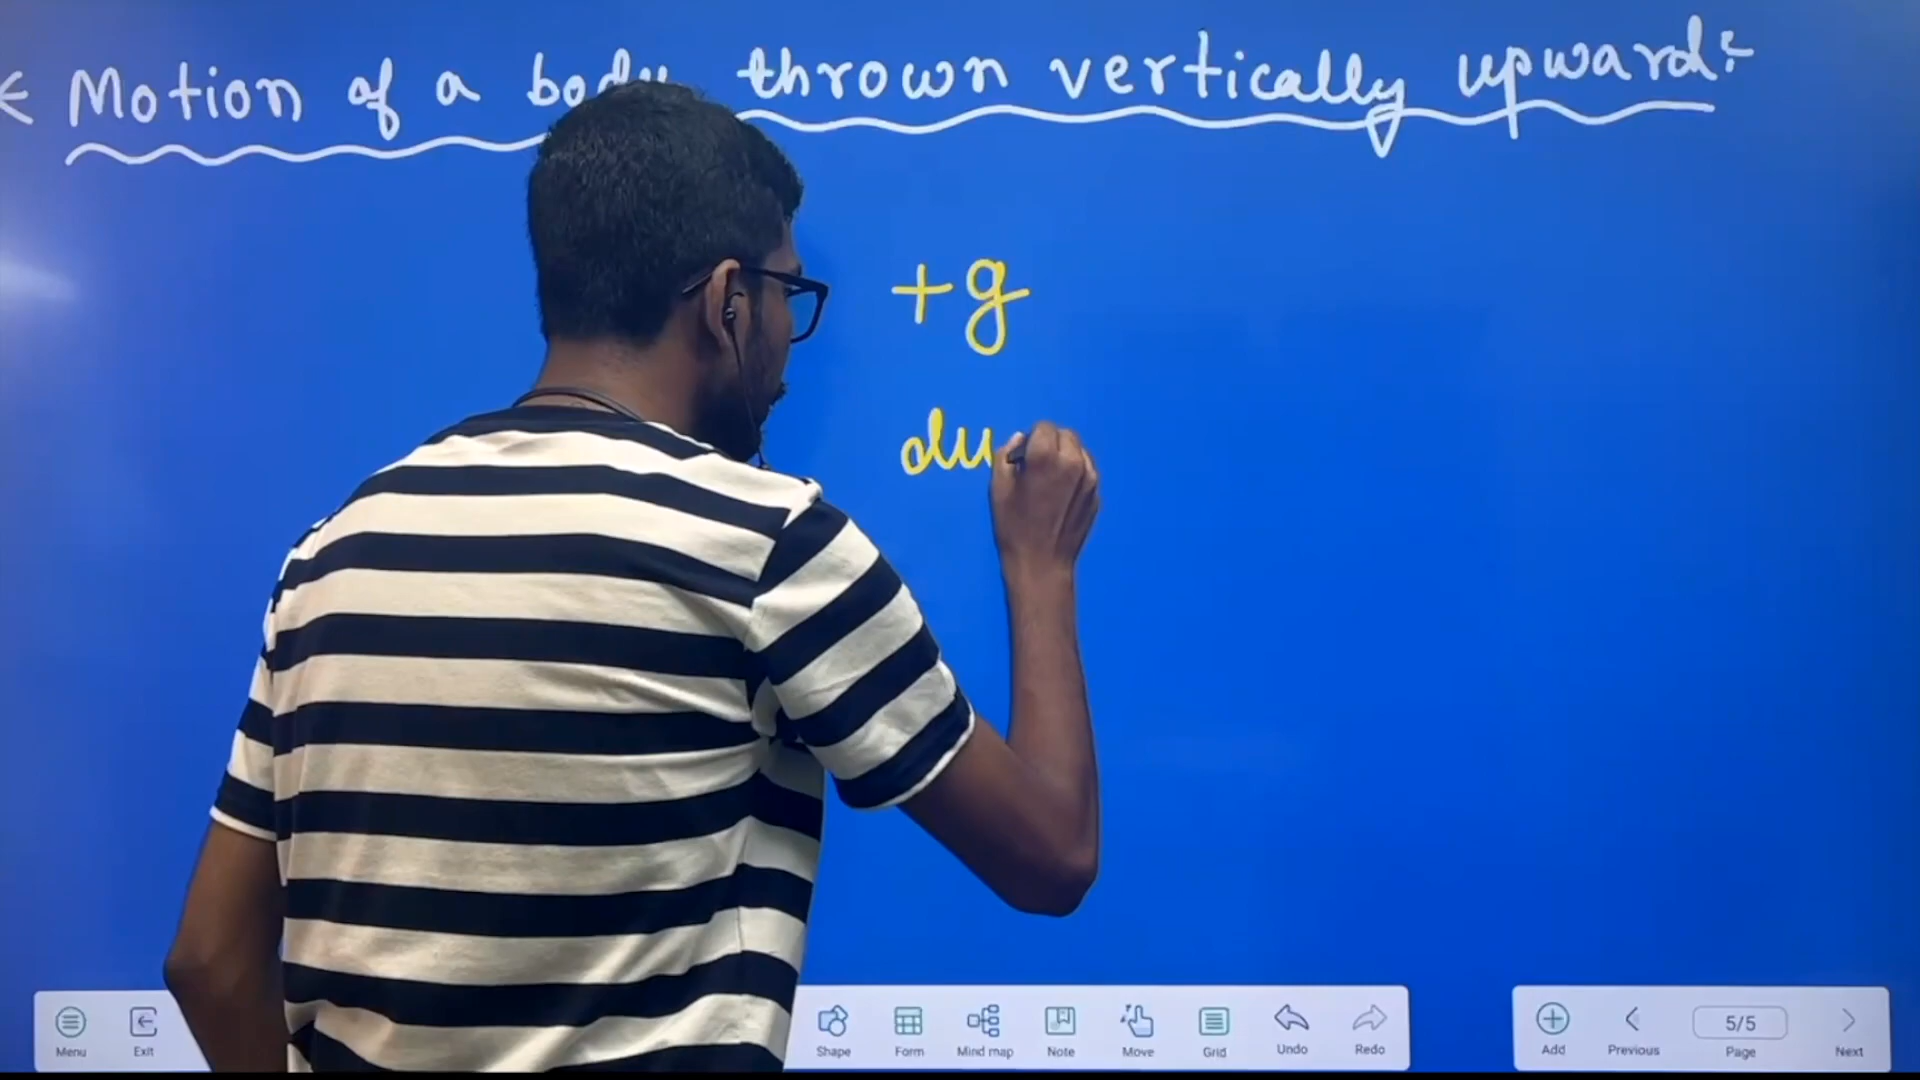 Motion of a body thrown vertically upward:
+g
du
Menu Exit Shape Form Mind map Note Move Grid Undo Redo Add Previous 5/5 Page Next